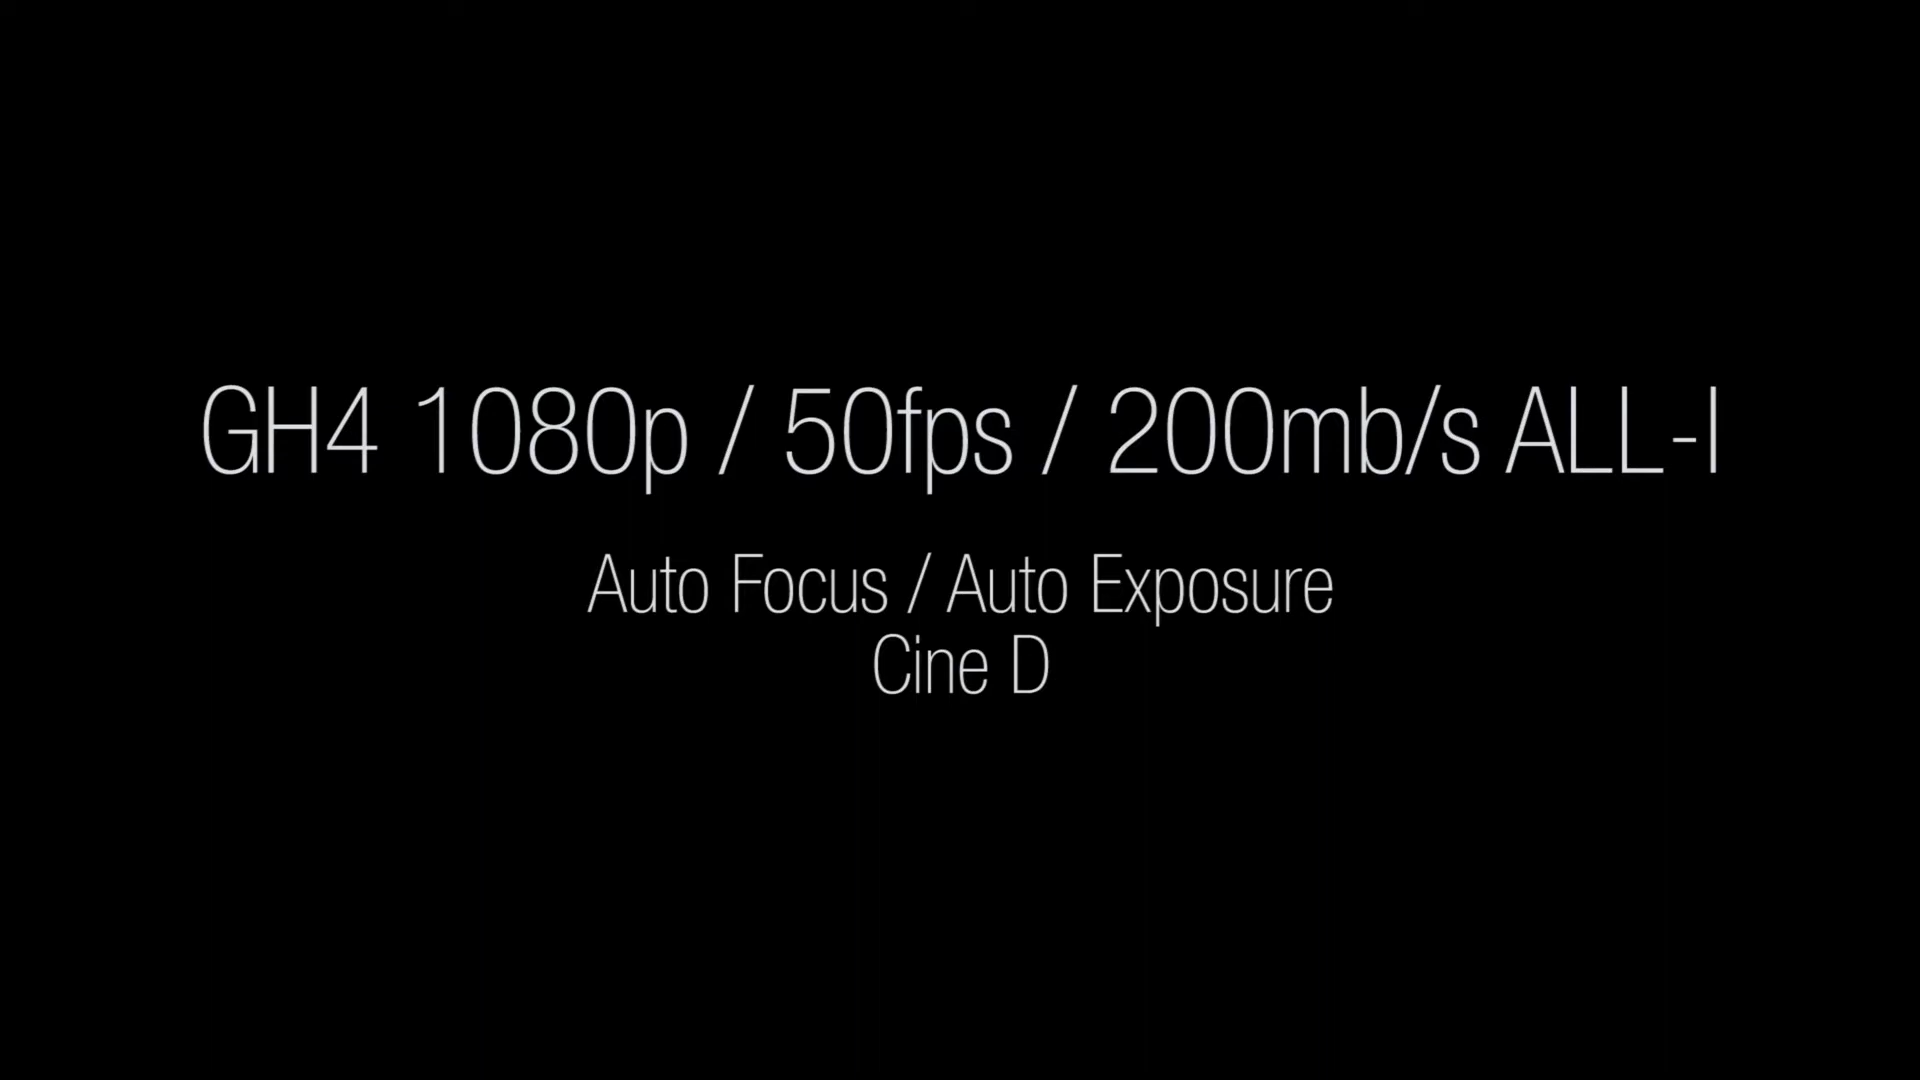 GH4 1080p / 50fps / 200mb/s ALL-I
Auto Focus / Auto Exposure
Cine D